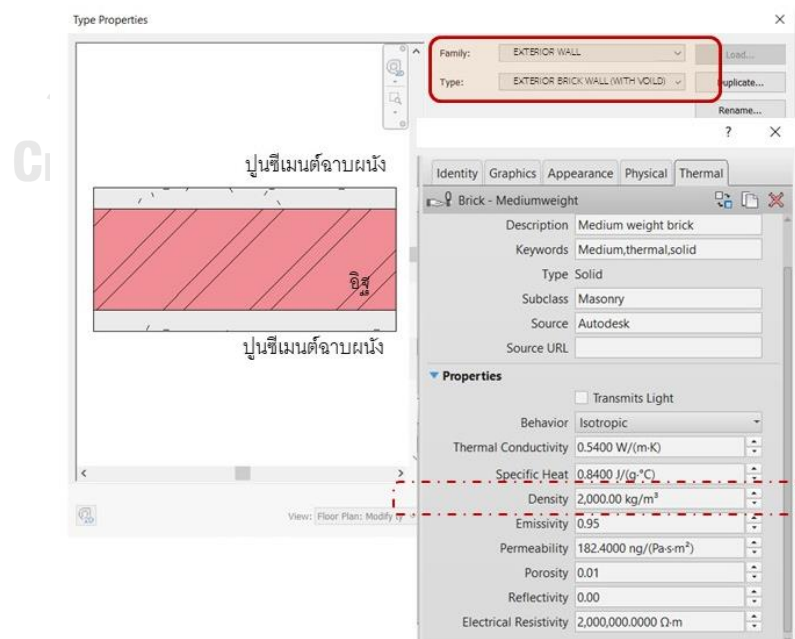 Type Properties
Family: EXTERIOR WALL
Load...
Type: EXTERIOR BRICK WALL (WITH VOILD)
Duplicate...
Rename...
?
ปูนซีเมนต์ฉาบผนัง
อิฐ
ปูนซีเมนต์ฉาบผนัง
View: Floor Plan: Modify ty
Identity Graphics Appearance Physical Thermal
Brick - Mediumweight
Description Medium weight brick
Keywords Medium,thermal,solid
Type Solid
Subclass Masonry
Source Autodesk
Source URL
Properties
Transmits Light
Behavior Isotropic
Thermal Conductivity 0.5400 W/(m·K)
Specific Heat 0.8400 J/(g·°C)
Density 2,000.00 kg/m³
Emissivity 0.95
Permeability 182.4000 ng/(Pa·s·m²)
Porosity 0.01
Reflectivity 0.00
Electrical Resistivity 2,000,000.0000 Ω·m